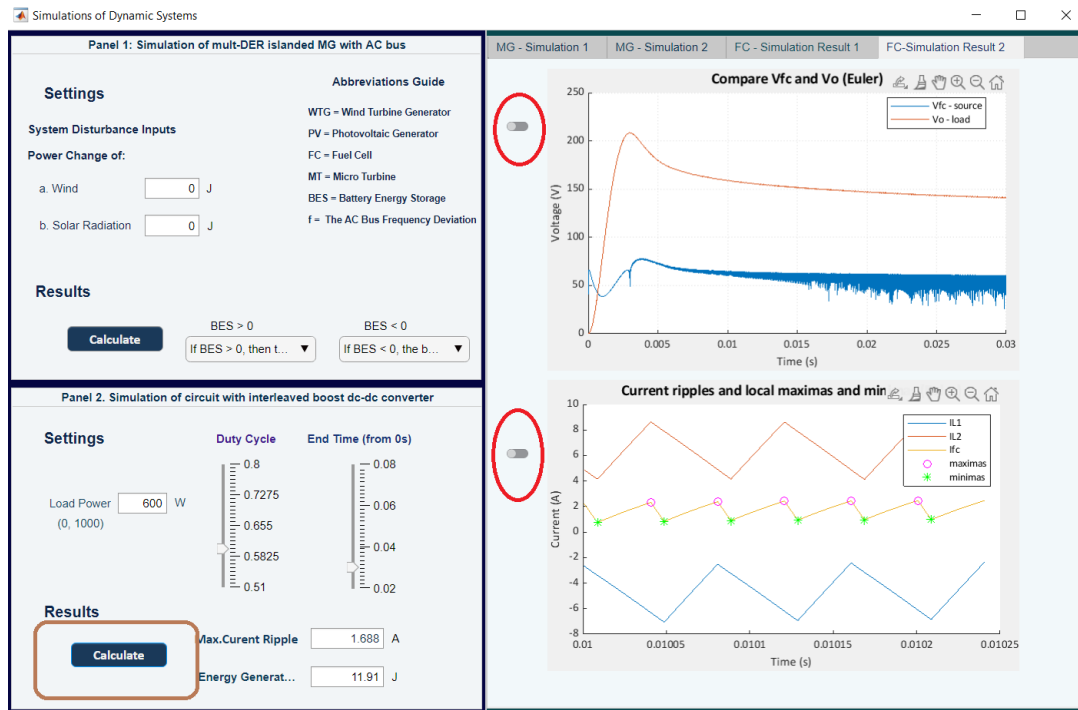 Simulations of Dynamic Systems
Panel 1: Simulation of mult-DER islanded MG with AC bus
Settings
Abbreviations Guide
WTG = Wind Turbine Generator
System Disturbance Inputs
PV = Photovoltaic Generator
Power Change of:
FC = Fuel Cell
MT = Micro Turbine
a. Wind 0 J
BES = Battery Energy Storage
f = The AC Bus Frequency Deviation
b. Solar Radiation 0 J
Results
BES > 0
BES < 0
Calculate
If BES > 0, then t...
If BES < 0, the b...
Panel 2. Simulation of circuit with interleaved boost dc-dc converter
Settings
Duty Cycle
End Time (from 0s)
Load Power 600 W
(0, 1000)
0.8
0.7275
0.655
0.5825
0.51
0.08
0.06
0.04
0.02
Results
Calculate
Max.Curent Ripple 1.688 A
Energy Generat... 11.91 J
MG - Simulation 1
MG - Simulation 2
FC - Simulation Result 1
FC-Simulation Result 2
Compare Vfc and Vo (Euler)
Vfc - source
Vo - load
Voltage (V)
250
200
150
100
50
0
0 0.005 0.01 0.015 0.02 0.025 0.03
Time (s)
Current ripples and local maximas and min
IL1
IL2
Ifc
maximas
minimas
Current (A)
10
8
6
4
2
0
-2
-4
-6
-8
0.01 0.01005 0.0101 0.01015 0.0102 0.01025
Time (s)